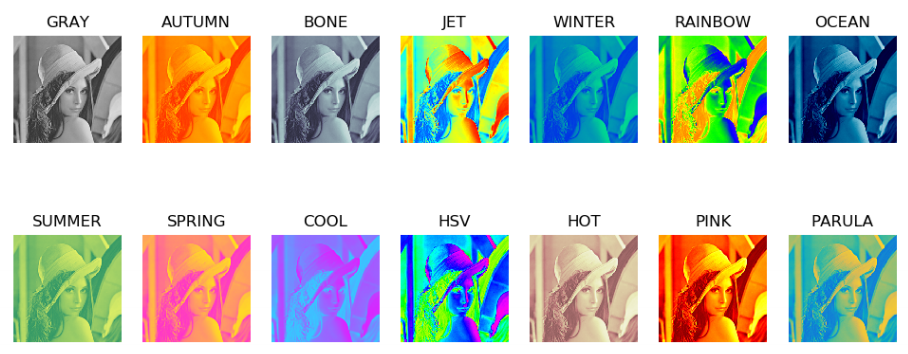 GRAY AUTUMN BONE JET WINTER RAINBOW OCEAN
SUMMER SPRING COOL HSV HOT PINK PARULA